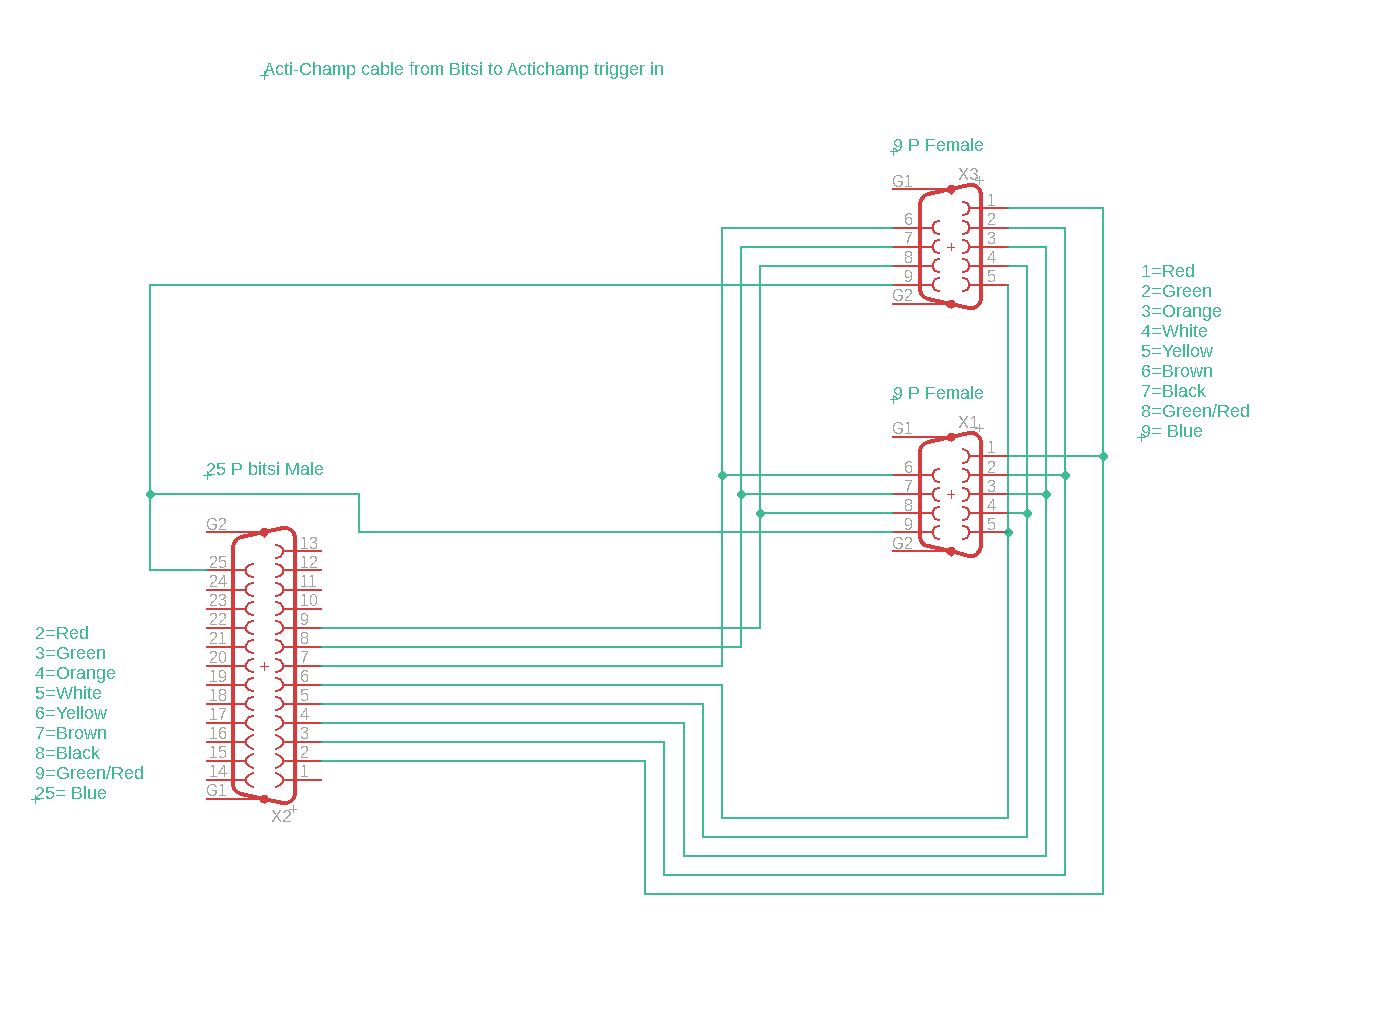 Acti-Champ cable from Bitsi to Actichamp trigger in
9 P Female
X3
G1
1
6
2
7
3
8
4
9
5
G2
1=Red
2=Green
3=Orange
4=White
5=Yellow
6=Brown
7=Black
8=Green/Red
9= Blue
9 P Female
X1
G1
1
6
2
7
3
8
4
9
5
G2
25 P bitsi Male
G2
13
25
12
24
11
23
10
22
9
21
8
20
7
19
6
18
5
17
4
16
3
15
2
14
1
G1
X2
2=Red
3=Green
4=Orange
5=White
6=Yellow
7=Brown
8=Black
9=Green/Red
25= Blue